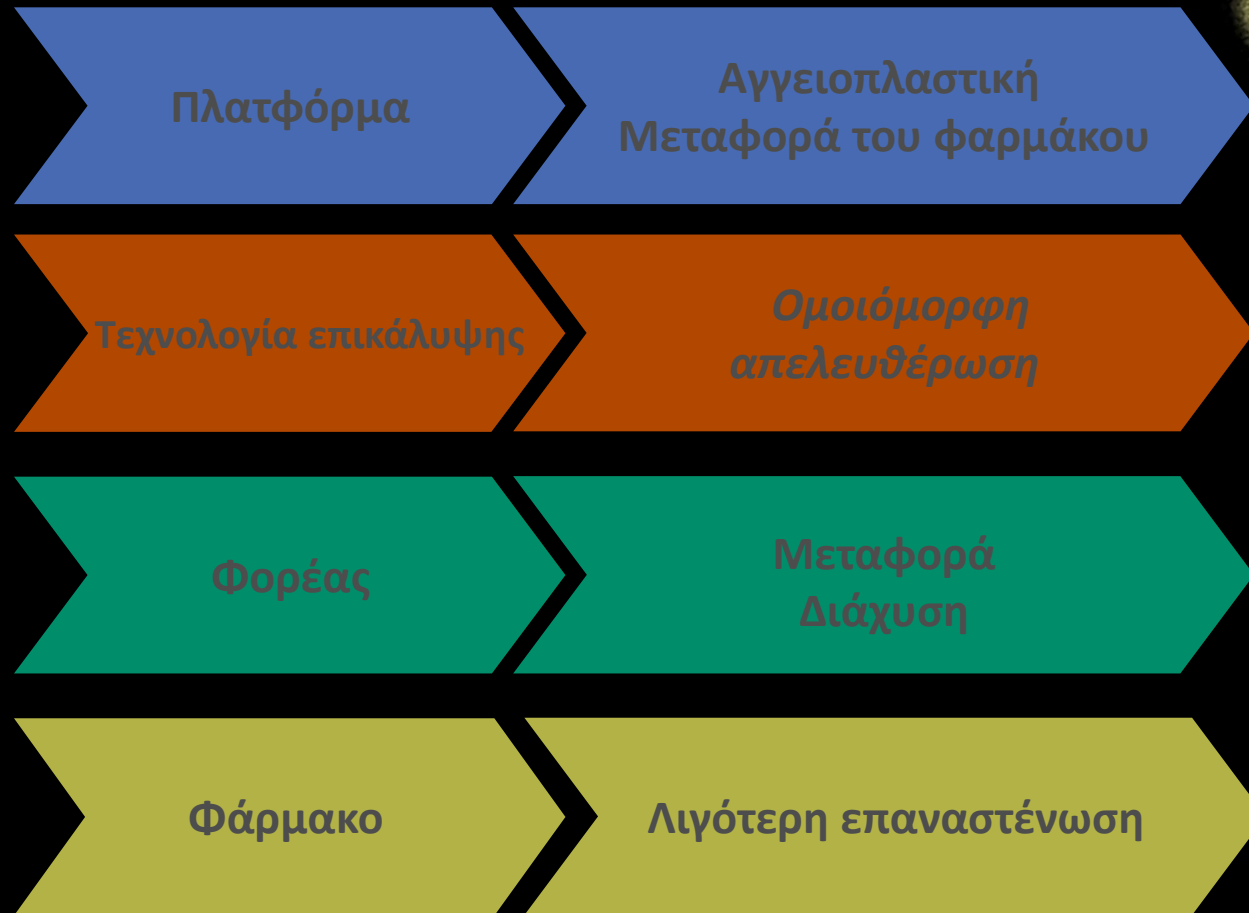 Πλατφόρμα
Αγγειοπλαστική
Μεταφορά του φαρμάκου
Τεχνολογία επικάλυψης
Ομοιόμορφη
απελευθέρωση
Φορέας
Μεταφορά
Διάχυση
Φάρμακο
Λιγότερη επαναστένωση